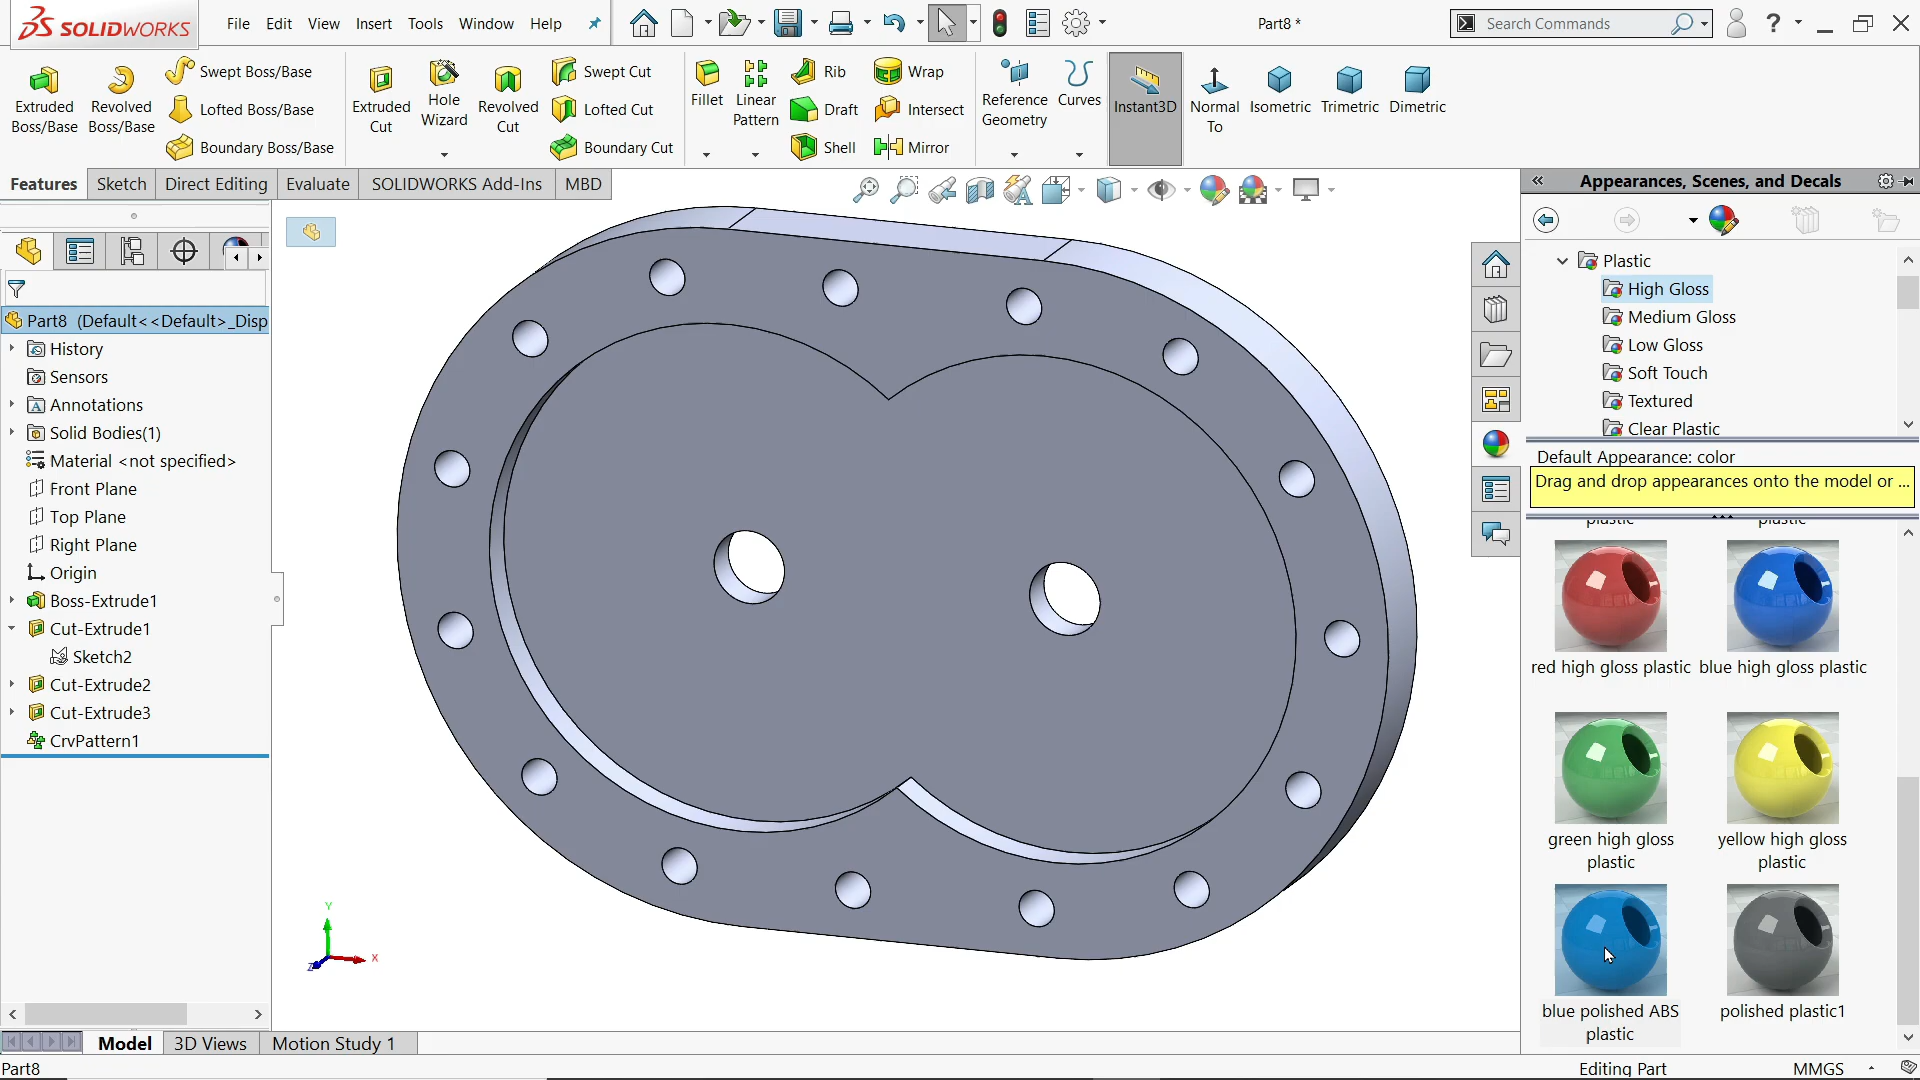 SOLIDWORKS
File Edit View Insert Tools Window Help
Part8 *
Search Commands
Extruded Boss/Base
Revolved Boss/Base
Swept Boss/Base
Lofted Boss/Base
Boundary Boss/Base
Extruded Cut
Hole Wizard
Revolved Cut
Swept Cut
Lofted Cut
Boundary Cut
Fillet
Linear Pattern
Rib
Draft
Shell
Wrap
Intersect
Mirror
Reference Geometry
Curves
Instant3D
Normal To
Isometric
Trimetric
Dimetric
Features Sketch Direct Editing Evaluate SOLIDWORKS Add-Ins MBD
Part8 (Default<<Default>_Disp
History
Sensors
Annotations
Solid Bodies(1)
Material <not specified>
Front Plane
Top Plane
Right Plane
Origin
Boss-Extrude1
Cut-Extrude1
Sketch2
Cut-Extrude2
Cut-Extrude3
CrvPattern1
Y
X
Z
Appearances, Scenes, and Decals
Plastic
High Gloss
Medium Gloss
Low Gloss
Soft Touch
Textured
Clear Plastic
Default Appearance: color
Drag and drop appearances onto the model or ...
plastic plastic
red high gloss plastic
blue high gloss plastic
green high gloss plastic
yellow high gloss plastic
blue polished ABS plastic
polished plastic1
Model 3D Views Motion Study 1
Part8
Editing Part
MMGS